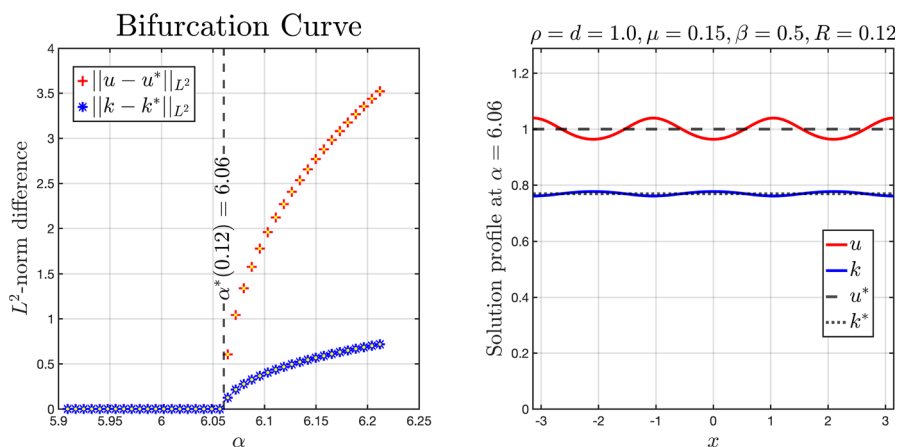 Bifurcation Curve
||u − u*||_{L²}
||k − k*||_{L²}
α*(0.12) = 6.06
L²-norm difference
4
3.5
3
2.5
2
1.5
1
0.5
0
5.9
5.95
6
6.05
6.1
6.15
6.2
6.25
α
ρ = d = 1.0, μ = 0.15, β = 0.5, R = 0.12
Solution profile at α = 6.06
1.2
1
0.8
0.6
0.4
0.2
0
u
k
u*
k*
-3
-2
-1
0
1
2
3
x